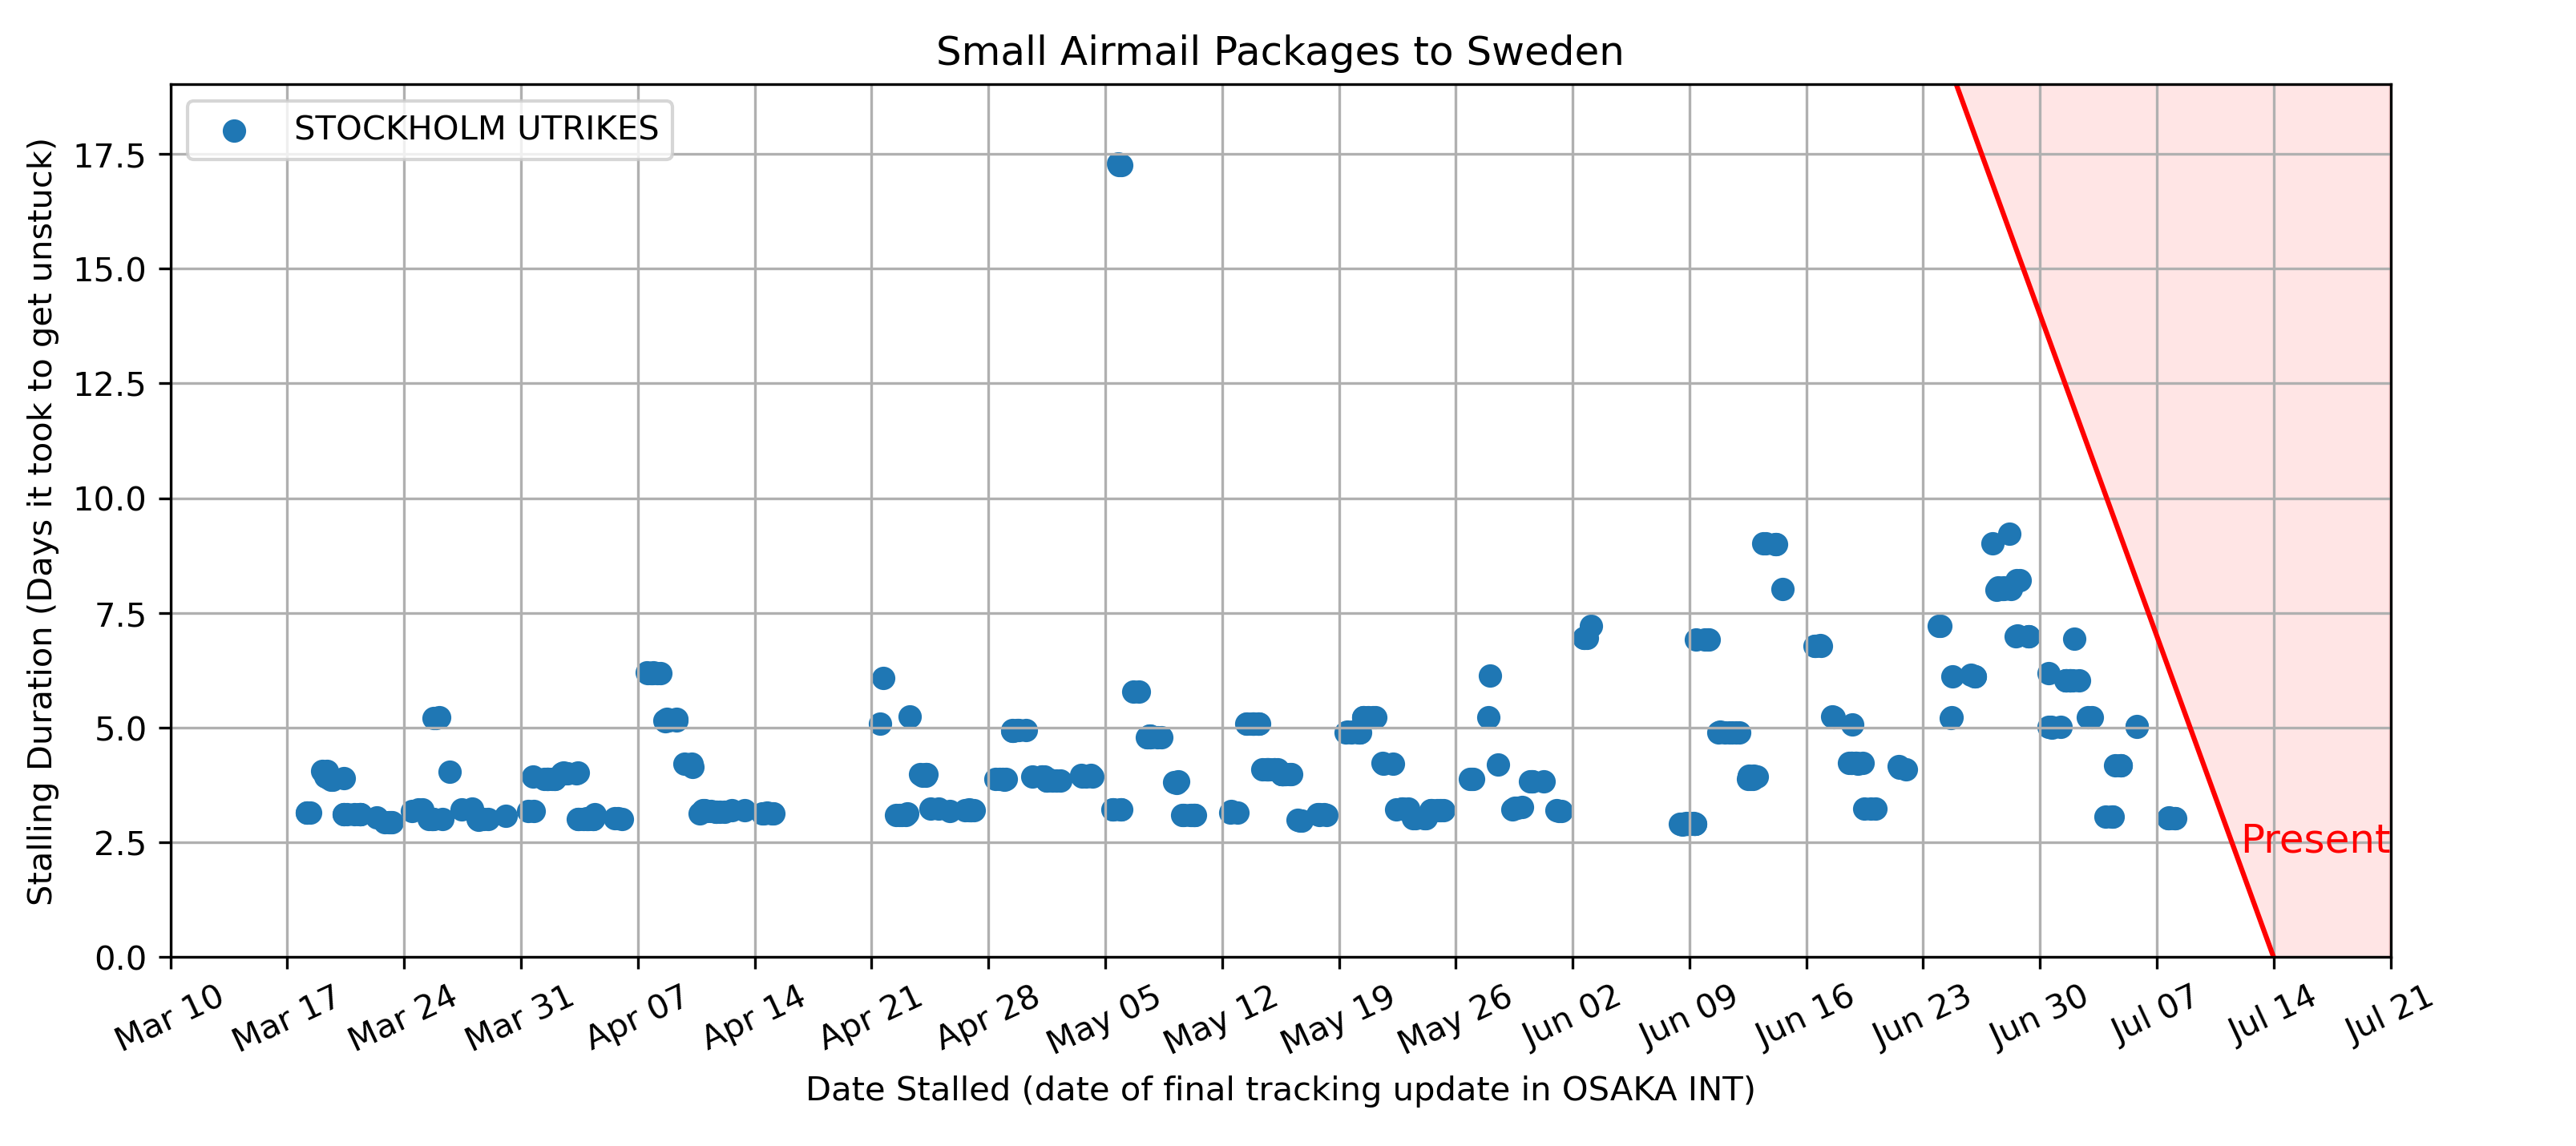 Small Airmail Packages to Sweden
STOCKHOLM UTRIKES
Stalling Duration (Days it took to get unstuck)
17.5
15.0
12.5
10.0
7.5
5.0
2.5
0.0
Present
Mar 10
Mar 17
Mar 24
Mar 31
Apr 07
Apr 14
Apr 21
Apr 28
May 05
May 12
May 19
May 26
Jun 02
Jun 09
Jun 16
Jun 23
Jun 30
Jul 07
Jul 14
Jul 21
Date Stalled (date of final tracking update in OSAKA INT)